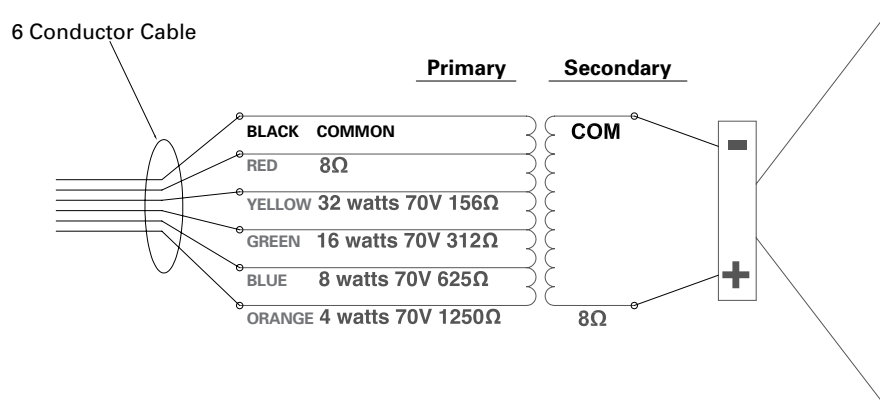 6 Conductor Cable
Primary Secondary
BLACK COMMON COM
RED 8Ω
YELLOW 32 watts 70V 156Ω
GREEN 16 watts 70V 312Ω
BLUE 8 watts 70V 625Ω
ORANGE 4 watts 70V 1250Ω 8Ω
-
+